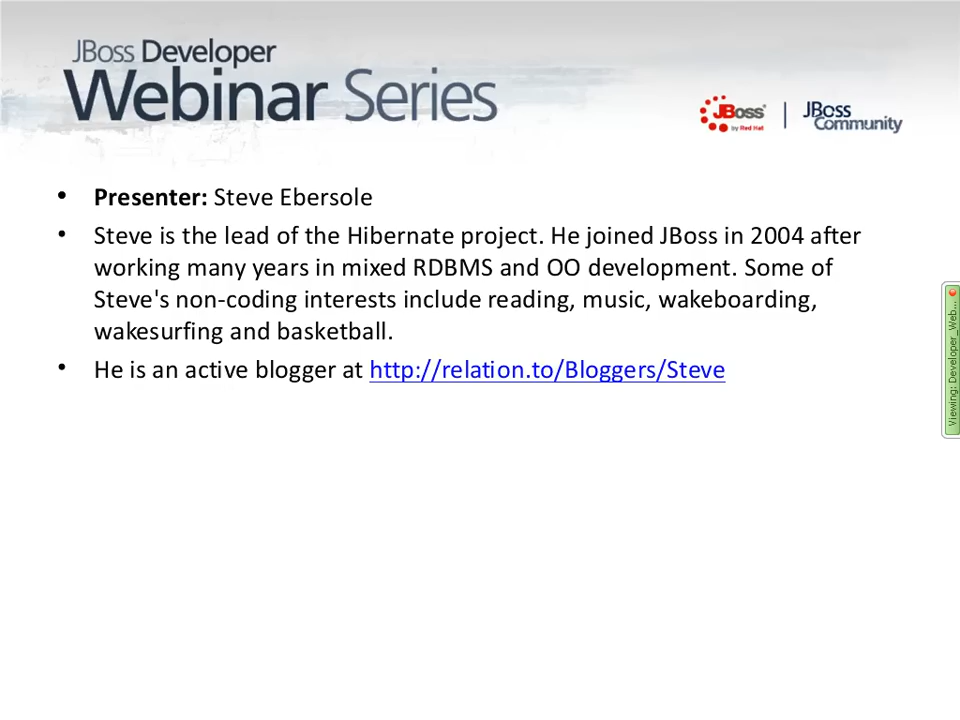 JBoss Developer
Webinar Series
JBoss
by Red Hat
JBoss
Community
• Presenter: Steve Ebersole
• Steve is the lead of the Hibernate project. He joined JBoss in 2004 after
working many years in mixed RDBMS and OO development. Some of
Steve's non-coding interests include reading, music, wakeboarding,
wakesurfing and basketball.
• He is an active blogger at http://relation.to/Bloggers/Steve
Viewing: Developer_Web...